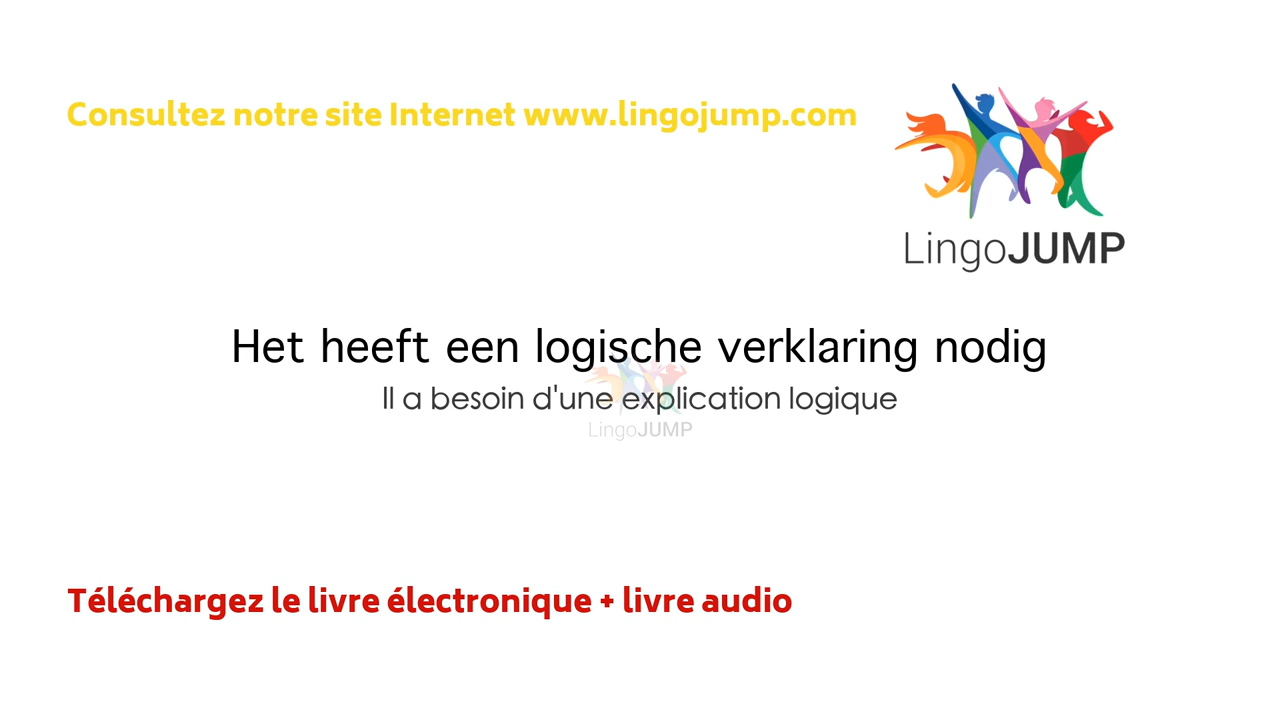 Consultez notre site Internet www.lingojump.com
LingoJUMP
Het heeft een logische verklaring nodig
Il a besoin d'une explication logique
LingoJUMP
Téléchargez le livre électronique + livre audio